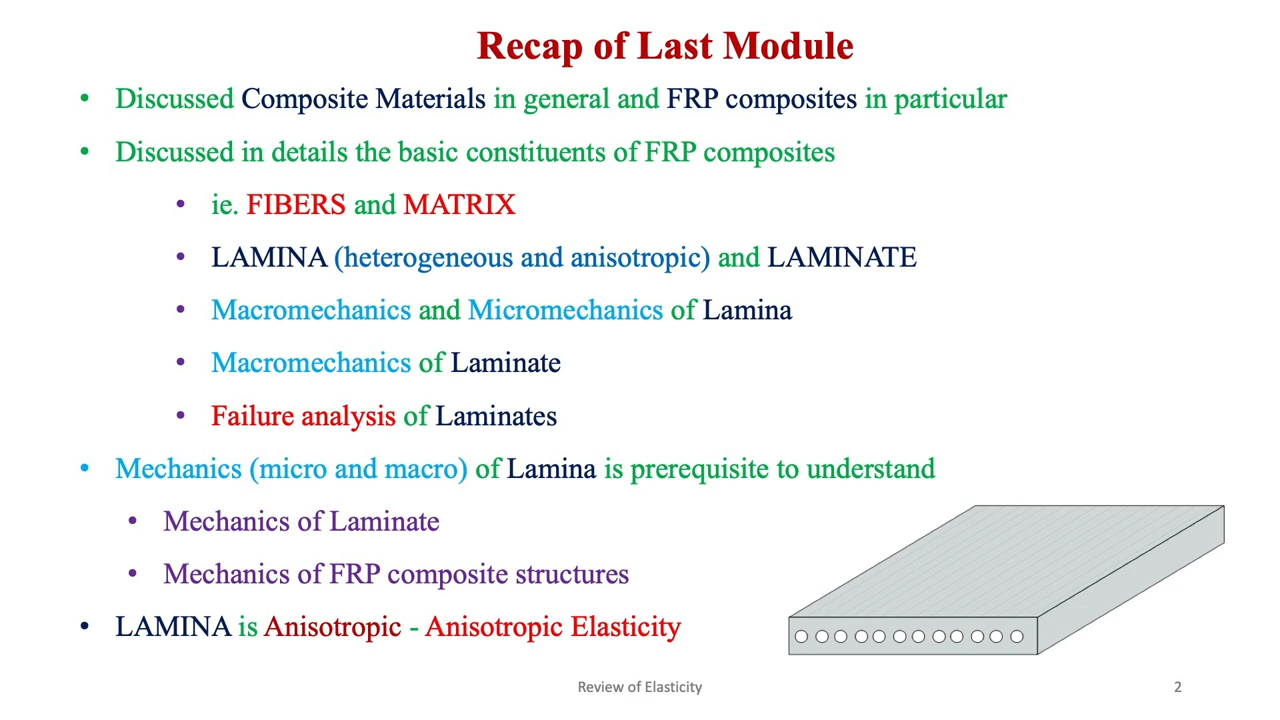 Recap of Last Module
• Discussed Composite Materials in general and FRP composites in particular
• Discussed in details the basic constituents of FRP composites
• ie. FIBERS and MATRIX
• LAMINA (heterogeneous and anisotropic) and LAMINATE
• Macromechanics and Micromechanics of Lamina
• Macromechanics of Laminate
• Failure analysis of Laminates
• Mechanics (micro and macro) of Lamina is prerequisite to understand
• Mechanics of Laminate
• Mechanics of FRP composite structures
• LAMINA is Anisotropic - Anisotropic Elasticity
Review of Elasticity
2